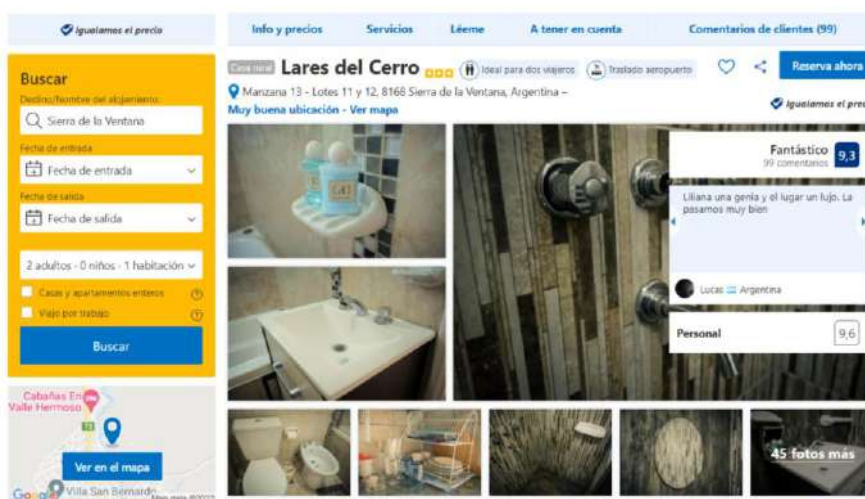 Igualamos el precio
Info y precios
Servicios
Léeme
A tener en cuenta
Comentarios de clientes (99)
Buscar
Destino/Nombre del alojamiento:
Sierra de la Ventana
Fecha de entrada
Fecha de entrada
Fecha de salida
Fecha de salida
2 adultos - 0 niños - 1 habitación
Casas y apartamentos enteros
Viajo por trabajo
Buscar
Cabañas En
Valle Hermoso
Ver en el mapa
Google
Villa San Bernardo
Casa rural
Lares del Cerro
Ideal para dos viajeros
Traslado aeropuerto
Reserva ahora
Manzana 13 - Lotes 11 y 12, 8168 Sierra de la Ventana, Argentina –
Muy buena ubicación - Ver mapa
Igualamos el prec
Fantástico
99 comentarios
9,3
Liliana una genia y el lugar un lujo. La
pasamos muy bien
Lucas
Argentina
Personal
9,6
45 fotos más